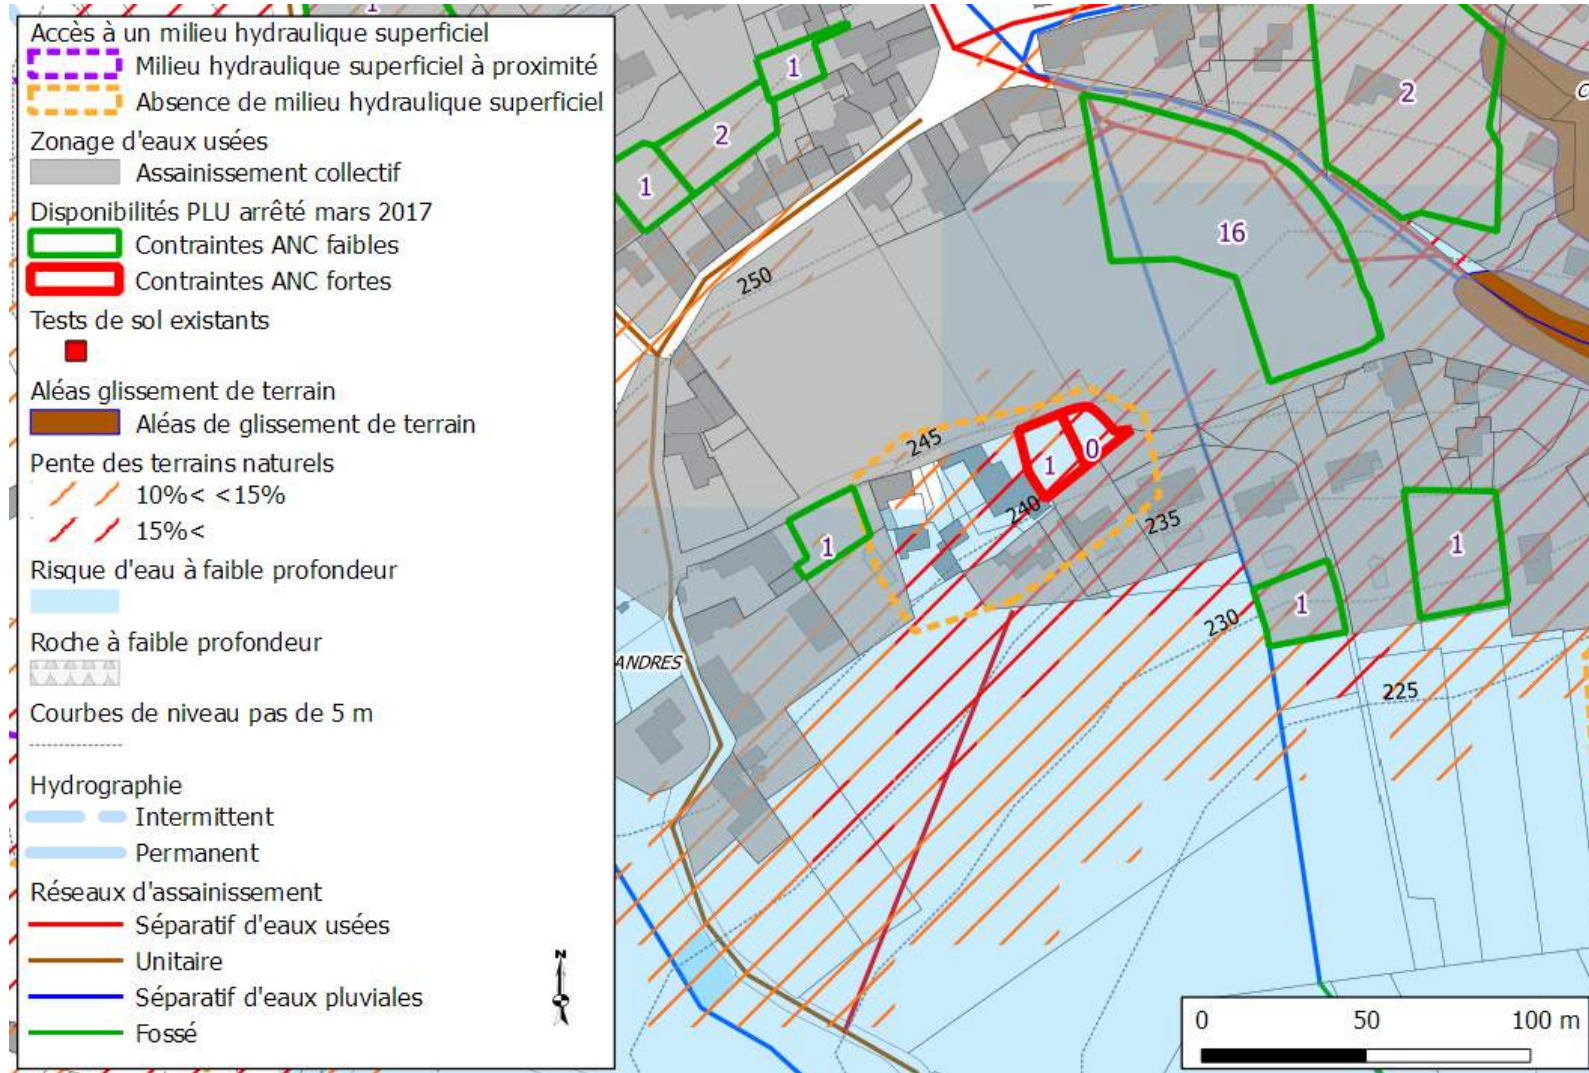 Accès à un milieu hydraulique superficiel
Milieu hydraulique superficiel à proximité
Absence de milieu hydraulique superficiel
Zonage d'eaux usées
Assainissement collectif
Disponibilités PLU arrêté mars 2017
Contraintes ANC faibles
Contraintes ANC fortes
Tests de sol existants
Aléas glissement de terrain
Aléas de glissement de terrain
Pente des terrains naturels
10%< <15%
15%<
Risque d'eau à faible profondeur
Roche à faible profondeur
Courbes de niveau pas de 5 m
Hydrographie
Intermittent
Permanent
Réseaux d'assainissement
Séparatif d'eaux usées
Unitaire
Séparatif d'eaux pluviales
Fossé
N
1
1
2
1
2
C
16
250
245
1
0
240
235
1
1
1
230
ANDRES
225
0 50 100 m